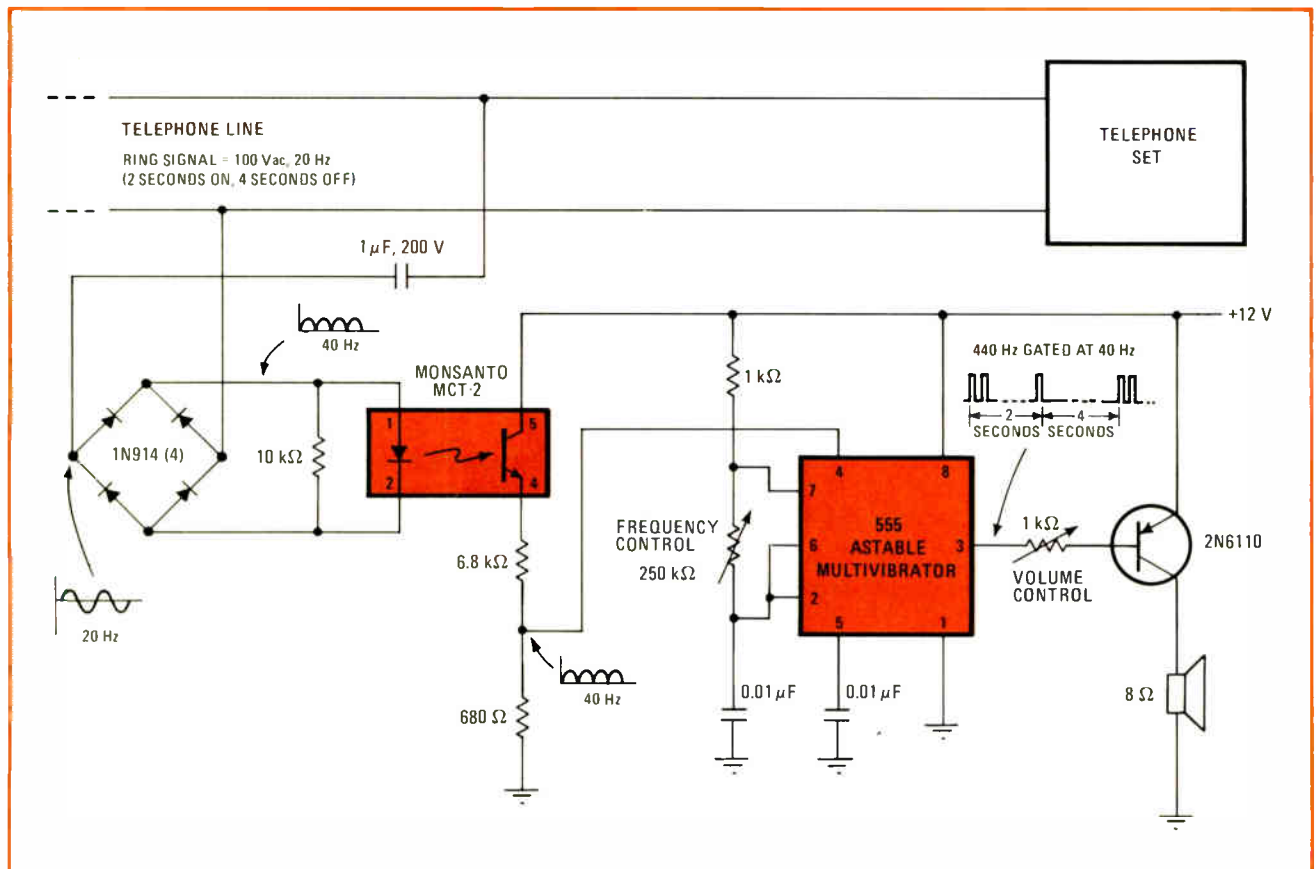 TELEPHONE LINE
RING SIGNAL = 100 Vac, 20 Hz
(2 SECONDS ON, 4 SECONDS OFF)
TELEPHONE
SET
1 μF, 200 V
40 Hz
MONSANTO
MCT-2
1N914 (4)
10 kΩ
1
2
5
4
20 Hz
6.8 kΩ
40 Hz
680 Ω
+12 V
1 kΩ
FREQUENCY
CONTROL
250 kΩ
4
8
7
6
2
5
1
3
555
ASTABLE
MULTIVIBRATOR
0.01 μF
0.01 μF
440 Hz GATED AT 40 Hz
2
4
SECONDS
SECONDS
1 kΩ
VOLUME
CONTROL
2N6110
8 Ω